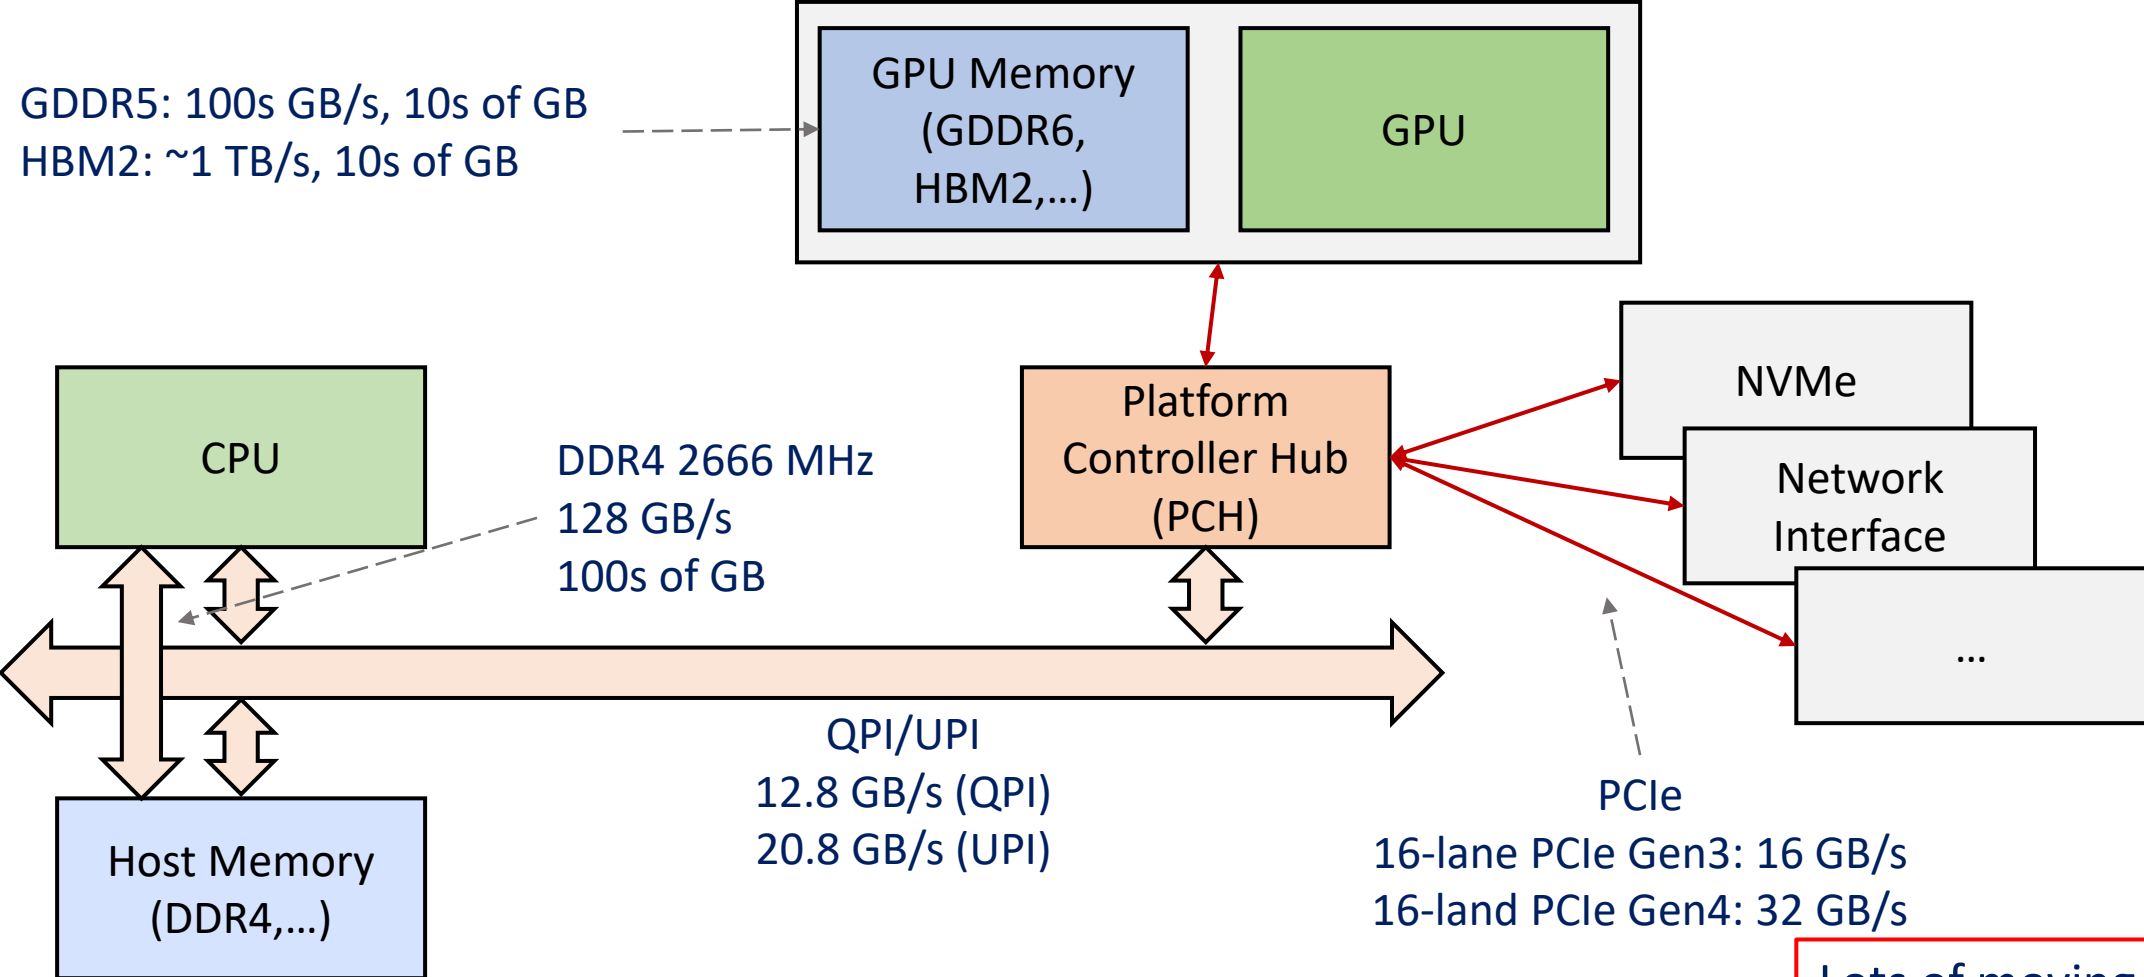 GDDR5: 100s GB/s, 10s of GB
HBM2: ~1 TB/s, 10s of GB
GPU Memory
(GDDR6,
HBM2,...)
GPU
CPU
DDR4 2666 MHz
128 GB/s
100s of GB
Platform
Controller Hub
(PCH)
NVMe
Network
Interface
...
QPI/UPI
12.8 GB/s (QPI)
20.8 GB/s (UPI)
Host Memory
(DDR4,...)
PCIe
16-lane PCIe Gen3: 16 GB/s
16-land PCIe Gen4: 32 GB/s
Lots of moving